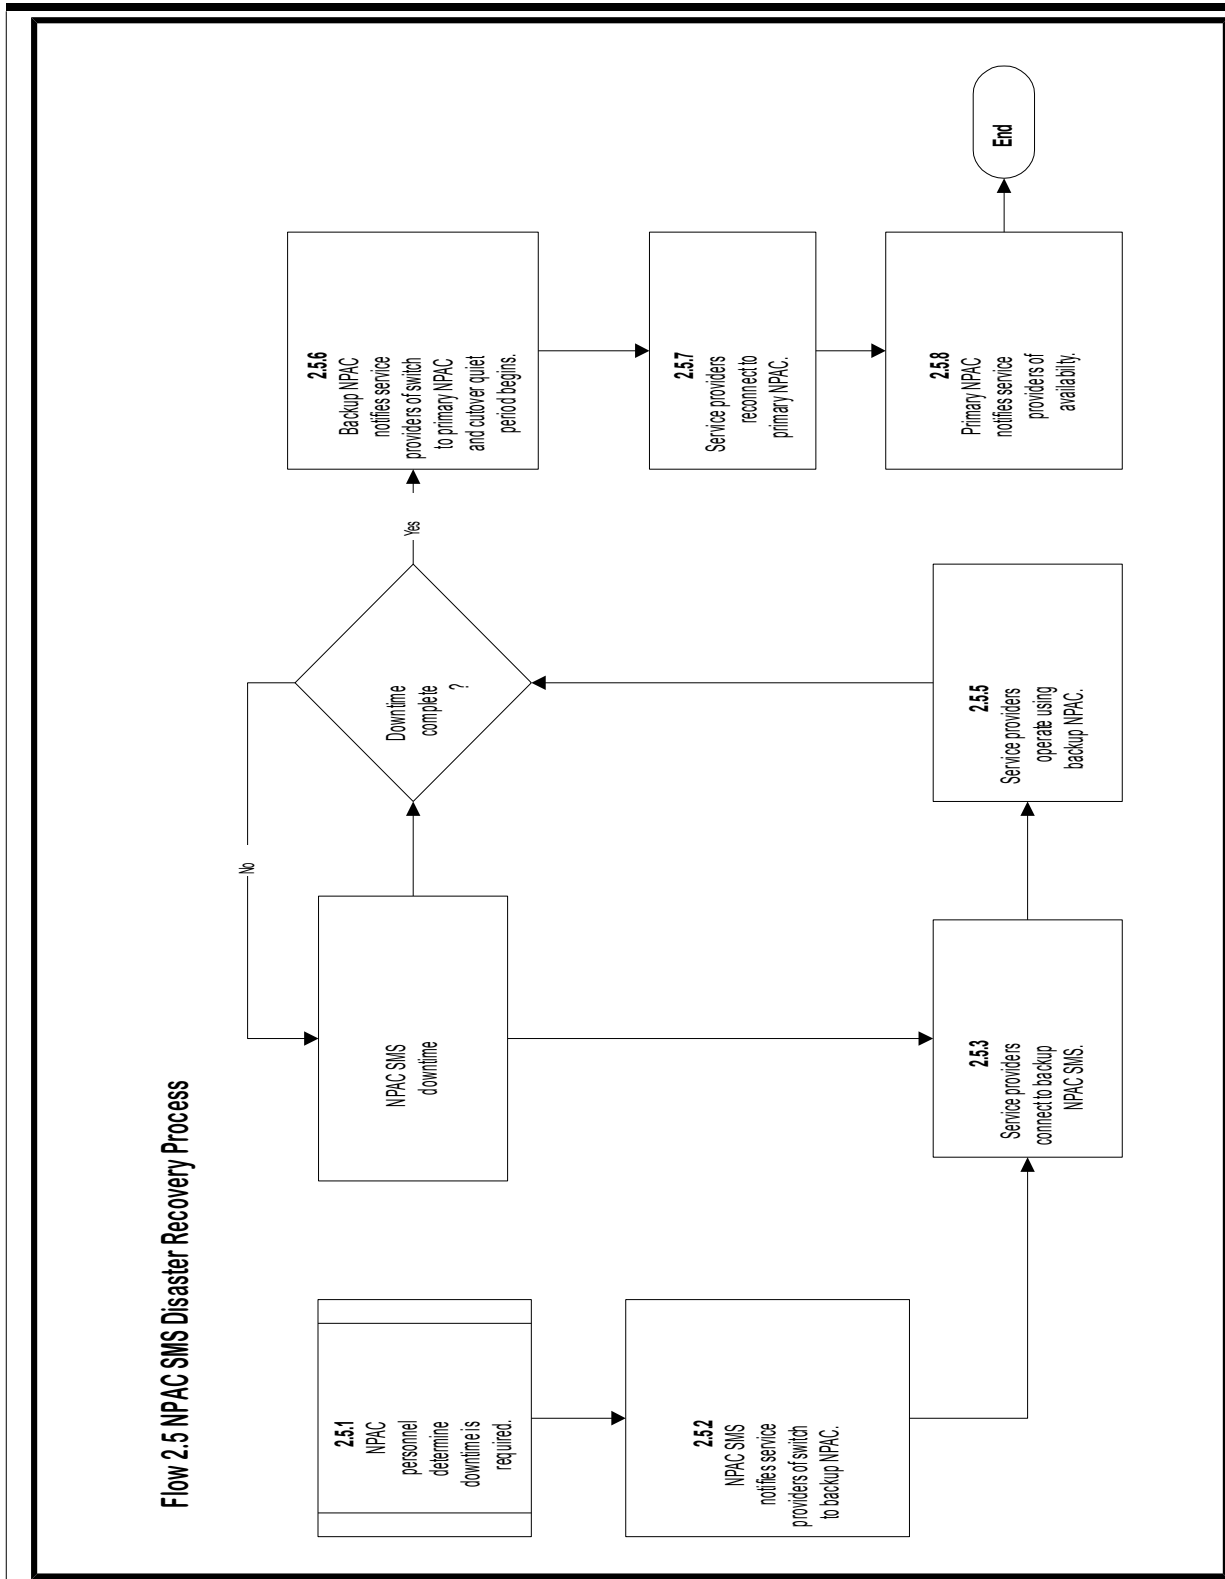 Flow 2.5 NPAC SMS Disaster Recovery Process
2.5.1
NPAC
personnel
determine
downtime is
required.
2.5.2
NPAC SMS
notifies service
providers of switch
to backup NPAC.
NPAC SMS
downtime
2.5.3
Service providers
connect to backup
NPAC SMS.
No
Downtime
complete
?
2.5.5
Service providers
operate using
backup NPAC.
Yes
2.5.6
Backup NPAC
notifies service
providers of switch
to primary NPAC
and cutover quiet
period begins.
2.5.7
Service providers
reconnect to
primary NPAC.
2.5.8
Primary NPAC
notifies service
providers of
availability.
End